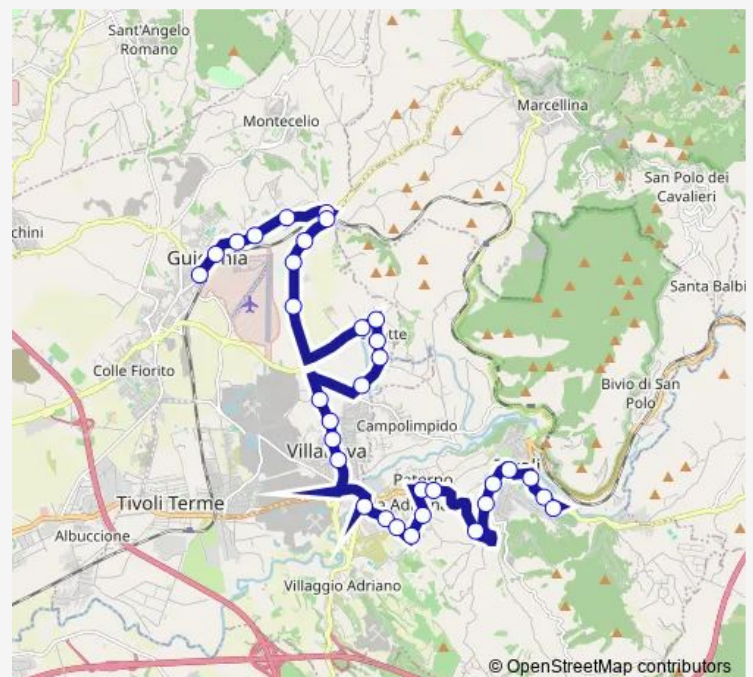 Sant'Angelo
Romano
Marcellina
Montecelio
San Polo dei
Cavalieri
chini
Santa Balbi
Colle Fiorito
Bivio di San
Polo
Campolimpido
Tivoli Terme
Albuccione
Villaggio Adriano
© OpenStreetMap contributors